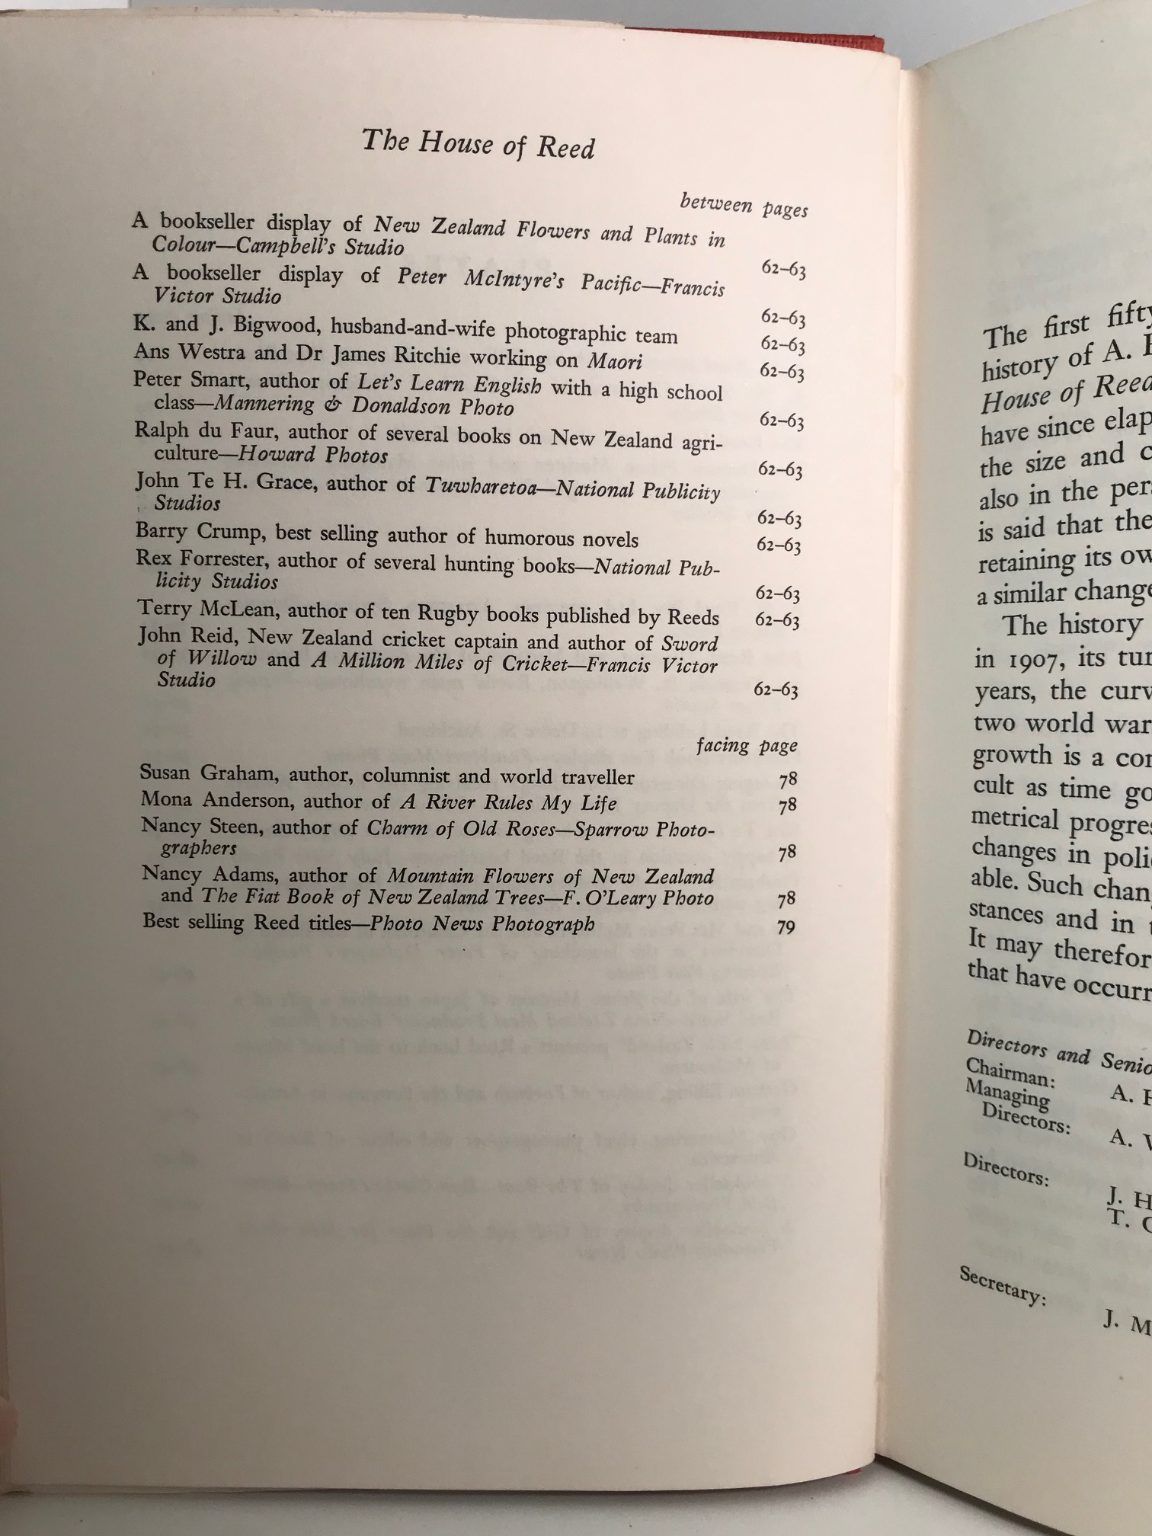 The House of Reed
between pages
A bookseller display of New Zealand Flowers and Plants in
Colour—Campbell's Studio 62–63
A bookseller display of Peter McIntyre's Pacific—Francis
Victor Studio 62–63
K. and J. Bigwood, husband-and-wife photographic team 62–63
Ans Westra and Dr James Ritchie working on Maori 62–63
Peter Smart, author of Let's Learn English with a high school
class—Mannering & Donaldson Photo 62–63
Ralph du Faur, author of several books on New Zealand agri-
culture—Howard Photos 62–63
John Te H. Grace, author of Tuwharetoa—National Publicity
Studios 62–63
Barry Crump, best selling author of humorous novels 62–63
Rex Forrester, author of several hunting books—National Pub-
licity Studios 62–63
Terry McLean, author of ten Rugby books published by Reeds 62–63
John Reid, New Zealand cricket captain and author of Sword
of Willow and A Million Miles of Cricket—Francis Victor
Studio 62–63
facing page
Susan Graham, author, columnist and world traveller 78
Mona Anderson, author of A River Rules My Life 78
Nancy Steen, author of Charm of Old Roses—Sparrow Photo-
graphers 78
Nancy Adams, author of Mountain Flowers of New Zealand
and The Fiat Book of New Zealand Trees—F. O'Leary Photo 78
Best selling Reed titles—Photo News Photograph 79
The first fifty
history of A.
House of Reed
have since elap
the size and
also in the per
is said that the
retaining its ow
a similar change
The history
in 1907, its tur
years, the curv
two world war
growth is a con
cult as time go
metrical progres
changes in poli
able. Such chan
stances and in
It may therefor
that have occurr
Directors and Senio
Chairman: A. H
Managing
Directors: A. W
Directors: J. H
T. C
Secretary: J. M